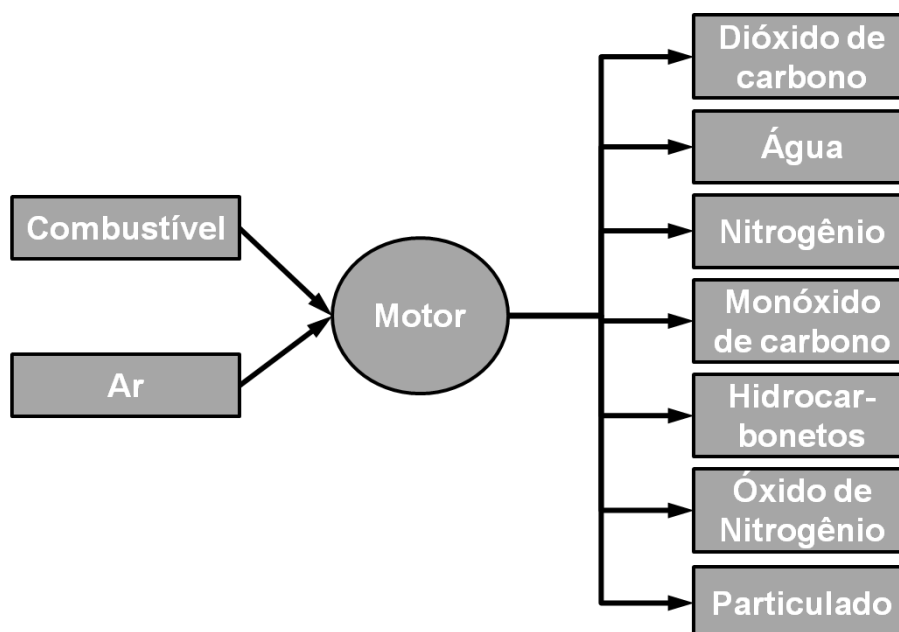 Combustível
Ar
Motor
Dióxido de
carbono
Água
Nitrogênio
Monóxido
de carbono
Hidrocar-
bonetos
Óxido de
Nitrogênio
Particulado